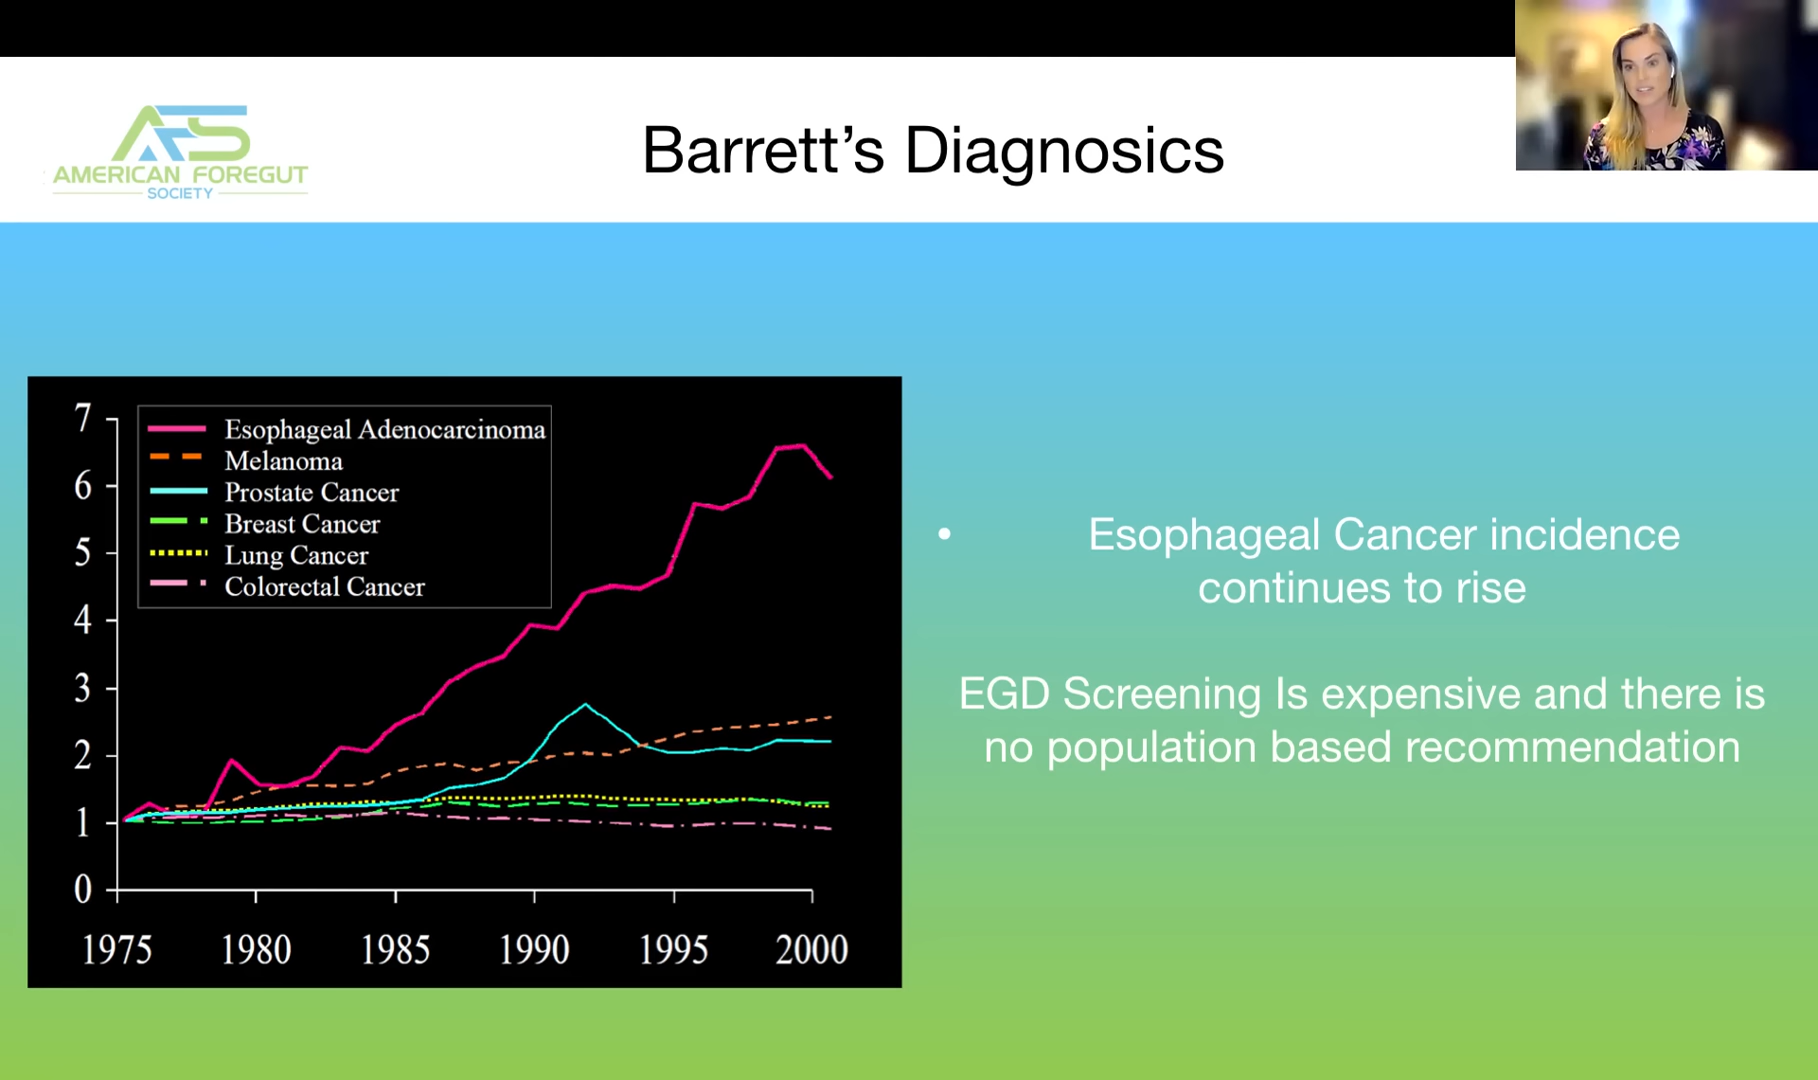 AFS
AMERICAN FOREGUT
SOCIETY
Barrett’s Diagnosics
7
6
5
4
3
2
1
0
Esophageal Adenocarcinoma
Melanoma
Prostate Cancer
Breast Cancer
Lung Cancer
Colorectal Cancer
1975 1980 1985 1990 1995 2000
• Esophageal Cancer incidence
continues to rise
EGD Screening Is expensive and there is
no population based recommendation